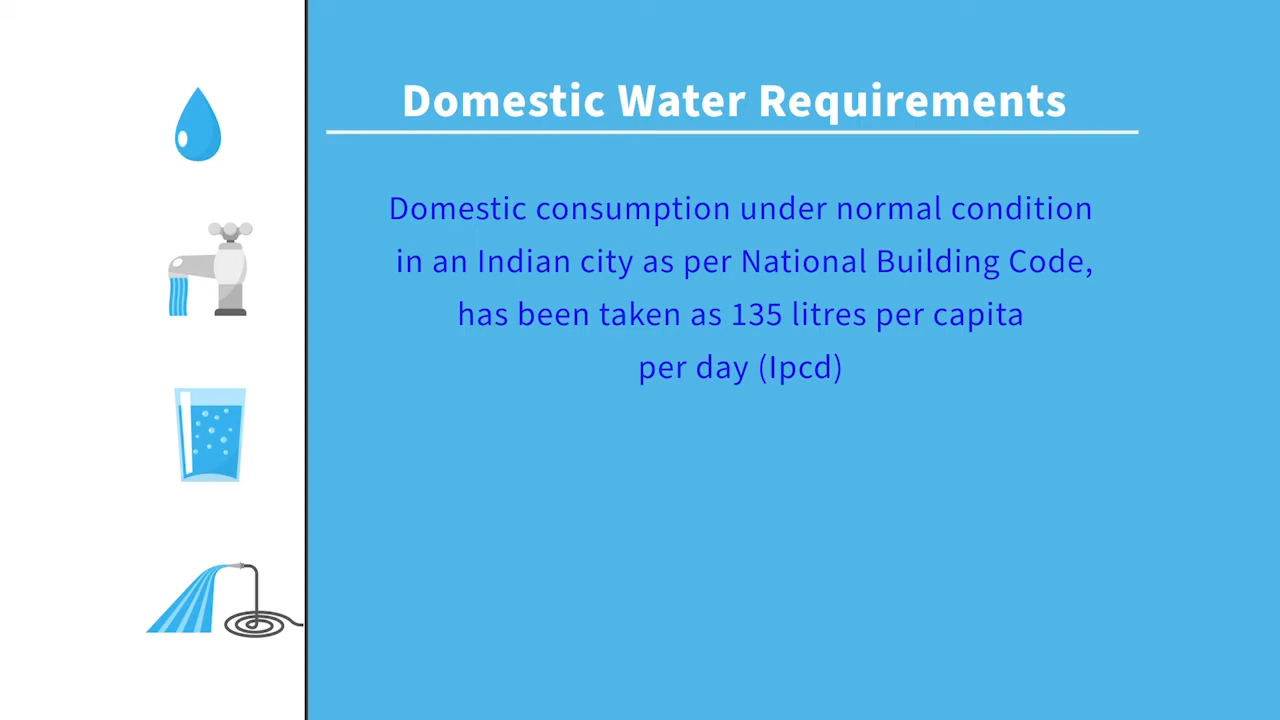 Domestic Water Requirements
Domestic consumption under normal condition
in an Indian city as per National Building Code,
has been taken as 135 litres per capita
per day (Ipcd)